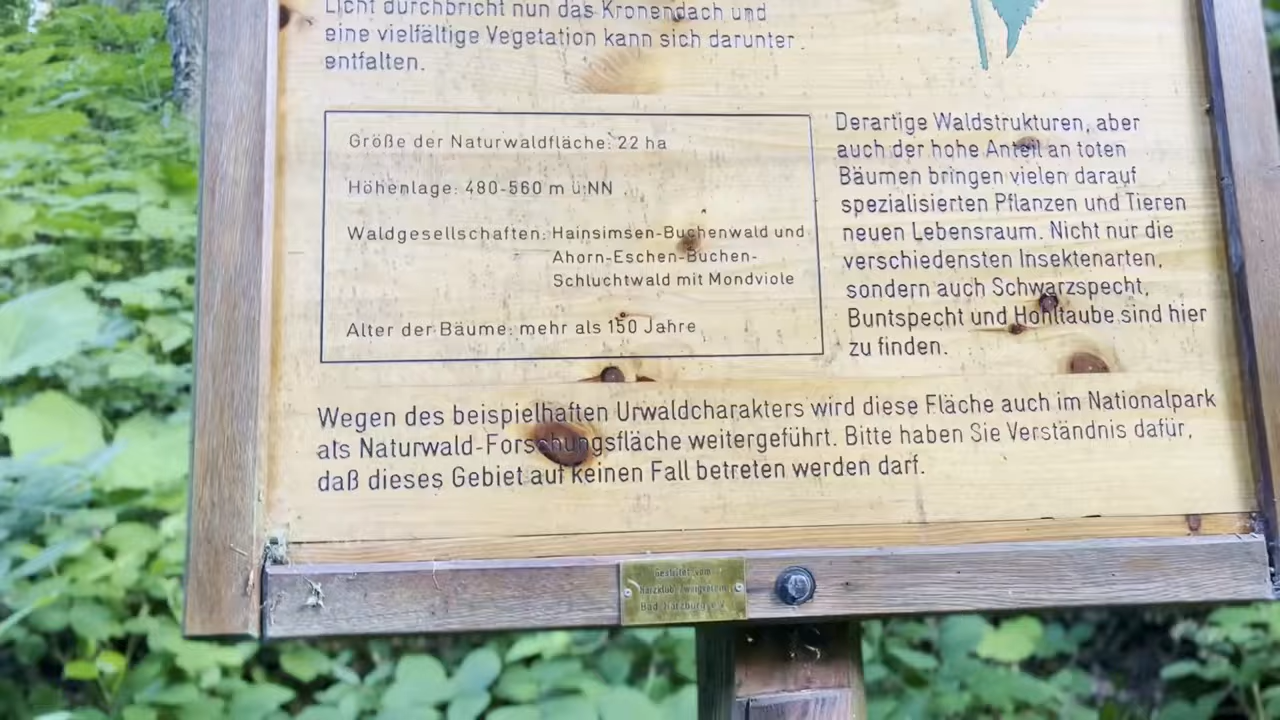 Licht durchbricht nun das Kronendach und
eine vielfältige Vegetation kann sich darunter
entfalten.
Größe der Naturwaldfläche: 22 ha
Höhenlage: 480-560 m ü.NN
Waldgesellschaften: Hainsimsen-Buchenwald und
Ahorn-Eschen-Buchen-
Schluchtwald mit Mondviole
Alter der Bäume: mehr als 150 Jahre
Derartige Waldstrukturen, aber
auch der hohe Anteil an toten
Bäumen bringen vielen darauf
spezialisierten Pflanzen und Tieren
neuen Lebensraum. Nicht nur die
verschiedensten Insektenarten,
sondern auch Schwarzspecht,
Buntspecht und Hohltaube sind hier
zu finden.
Wegen des beispielhaften Urwaldcharakters wird diese Fläche auch im Nationalpark
als Naturwald-Forschungsfläche weitergeführt. Bitte haben Sie Verständnis dafür,
daß dieses Gebiet auf keinen Fall betreten werden darf.
Gestiftet vom
Harzklub Zweigverein
Bad Harzburg e.V.